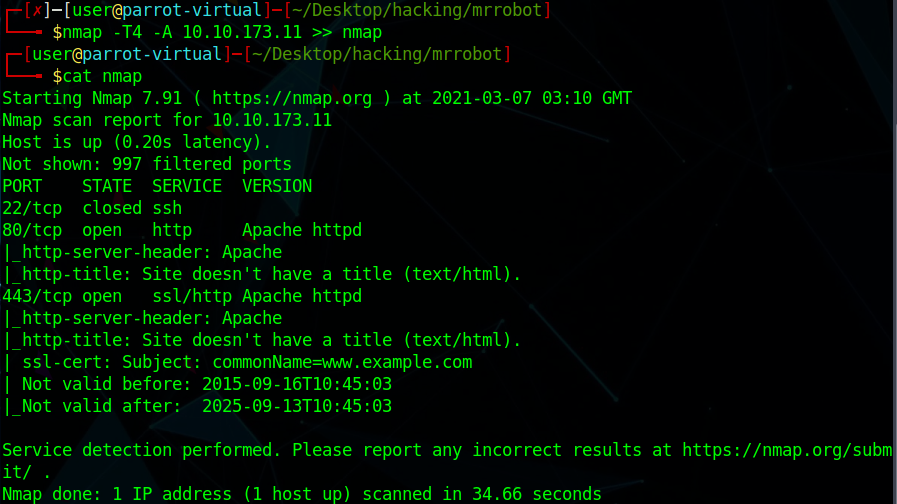 ┌─[✗]─[user@parrot-virtual]─[~/Desktop/hacking/mrrobot]
└──╼ $nmap -T4 -A 10.10.173.11 >> nmap
┌─[user@parrot-virtual]─[~/Desktop/hacking/mrrobot]
└──╼ $cat nmap
Starting Nmap 7.91 ( https://nmap.org ) at 2021-03-07 03:10 GMT
Nmap scan report for 10.10.173.11
Host is up (0.20s latency).
Not shown: 997 filtered ports
PORT    STATE  SERVICE  VERSION
22/tcp  closed ssh
80/tcp  open   http     Apache httpd
|_http-server-header: Apache
|_http-title: Site doesn't have a title (text/html).
443/tcp open   ssl/http Apache httpd
|_http-server-header: Apache
|_http-title: Site doesn't have a title (text/html).
| ssl-cert: Subject: commonName=www.example.com
| Not valid before: 2015-09-16T10:45:03
|_Not valid after:  2025-09-13T10:45:03

Service detection performed. Please report any incorrect results at https://nmap.org/subm
it/ .
Nmap done: 1 IP address (1 host up) scanned in 34.66 seconds